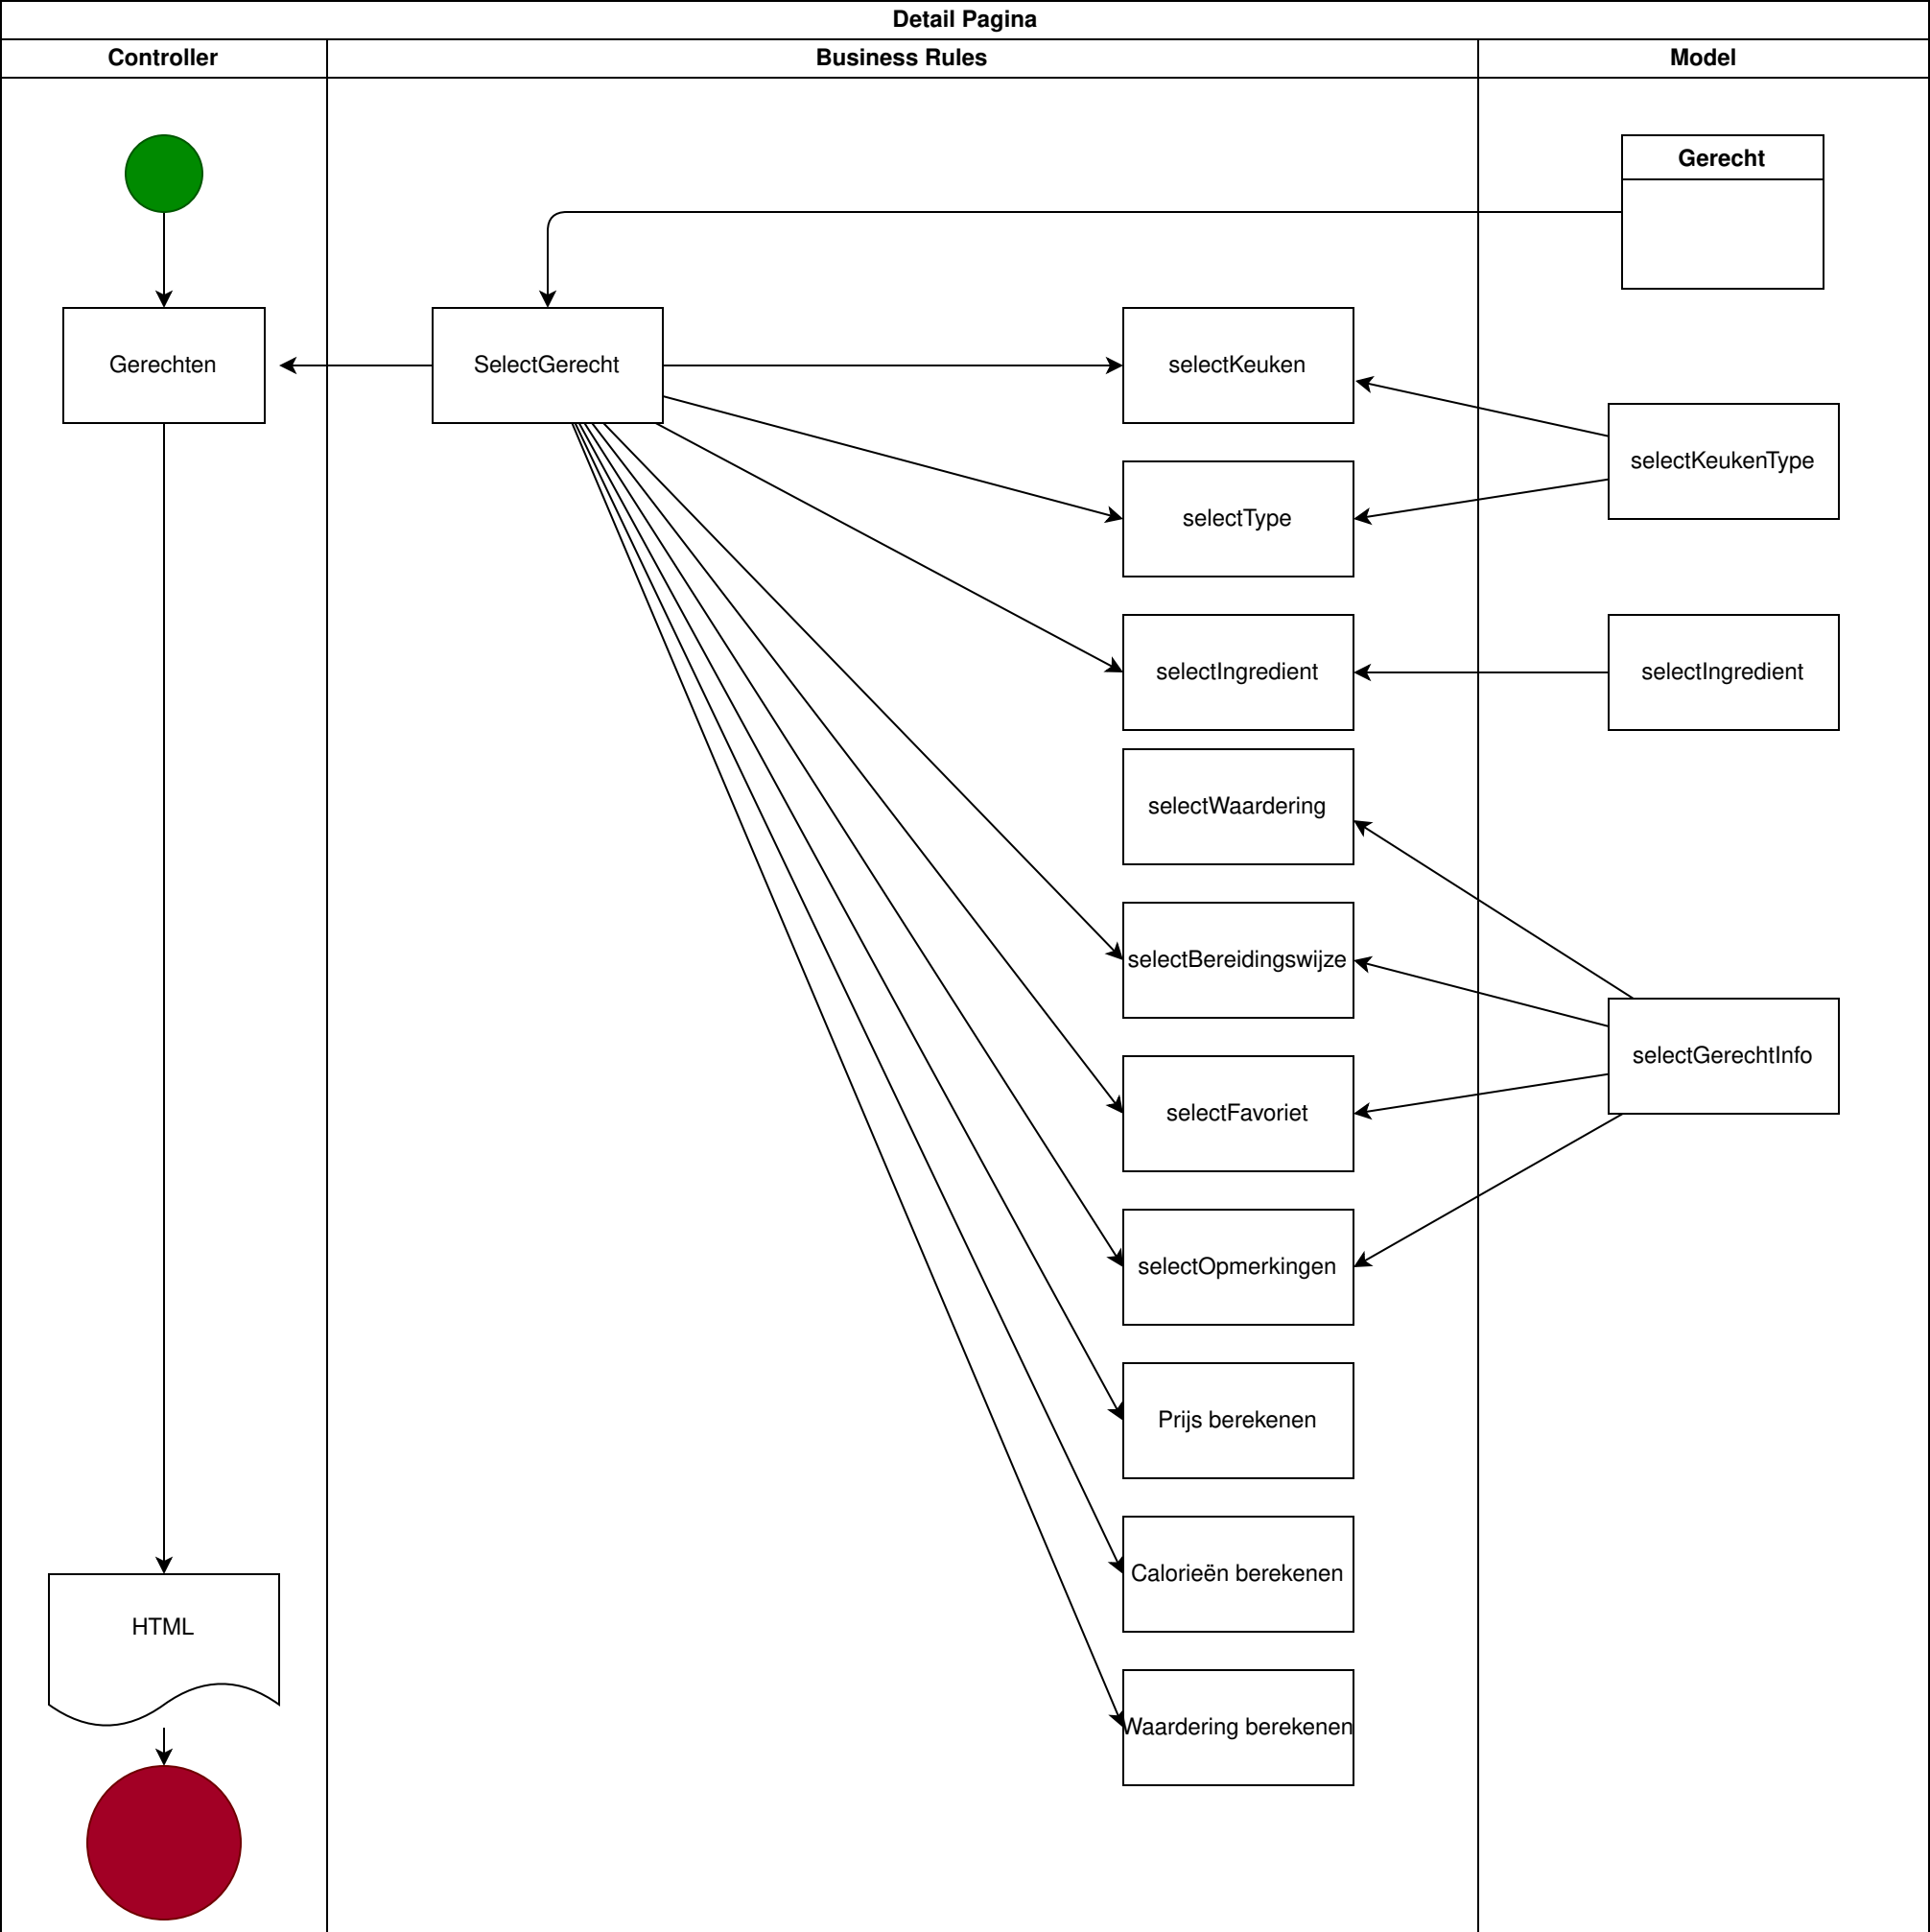 Detail Pagina
Controller
Business Rules
Model
Gerecht
Gerechten
SelectGerecht
selectKeuken
selectKeukenType
selectType
selectIngredient
selectIngredient
selectWaardering
selectBereidingswijze
selectGerechtInfo
selectFavoriet
selectOpmerkingen
Prijs berekenen
Calorieën berekenen
HTML
Waardering berekenen